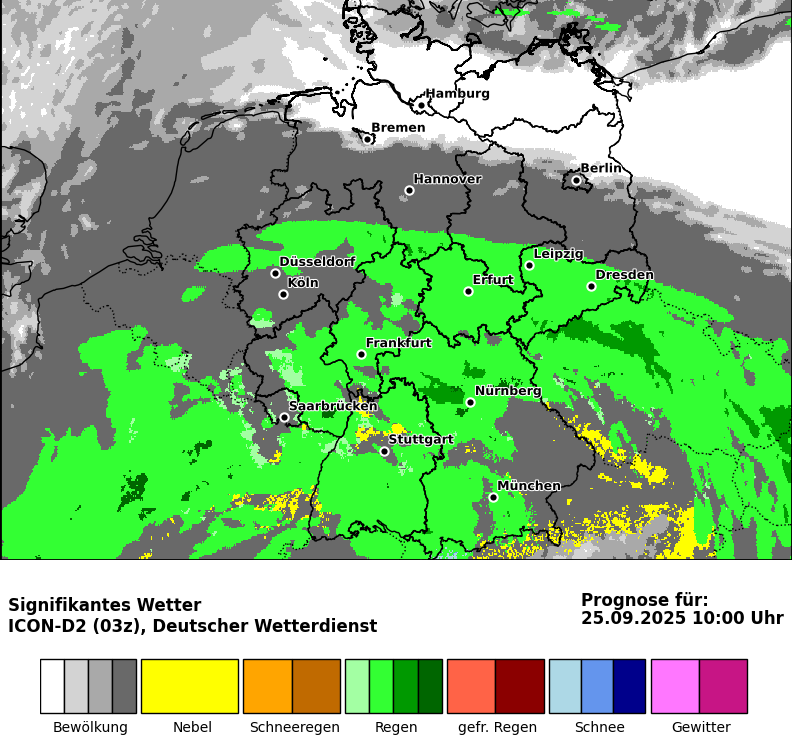 Hamburg
Bremen
Berlin
Hannover
Leipzig
Düsseldorf
Dresden
Köln
Erfurt
Frankfurt
Nürnberg
Saarbrücken
Stuttgart
München
Signifikantes Wetter
ICON-D2 (03z), Deutscher Wetterdienst
Prognose für:
25.09.2025 10:00 Uhr
Bewölkung
Nebel
Schneeregen
Regen
gefr. Regen
Schnee
Gewitter